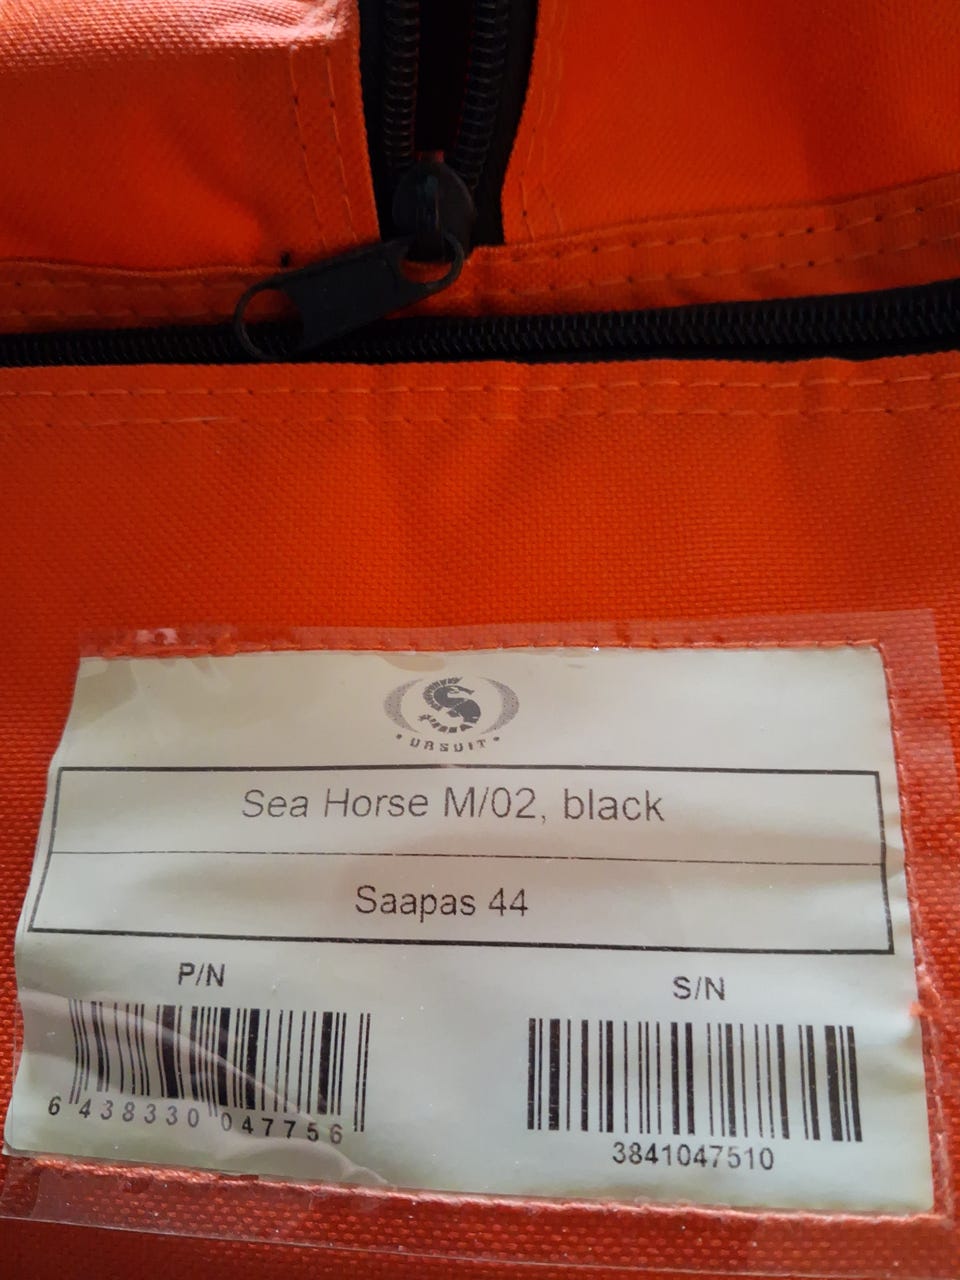 • URSUIT •
Sea Horse M/02, black
Saapas 44
P/N
S/N
6 438330 047756
3841047510